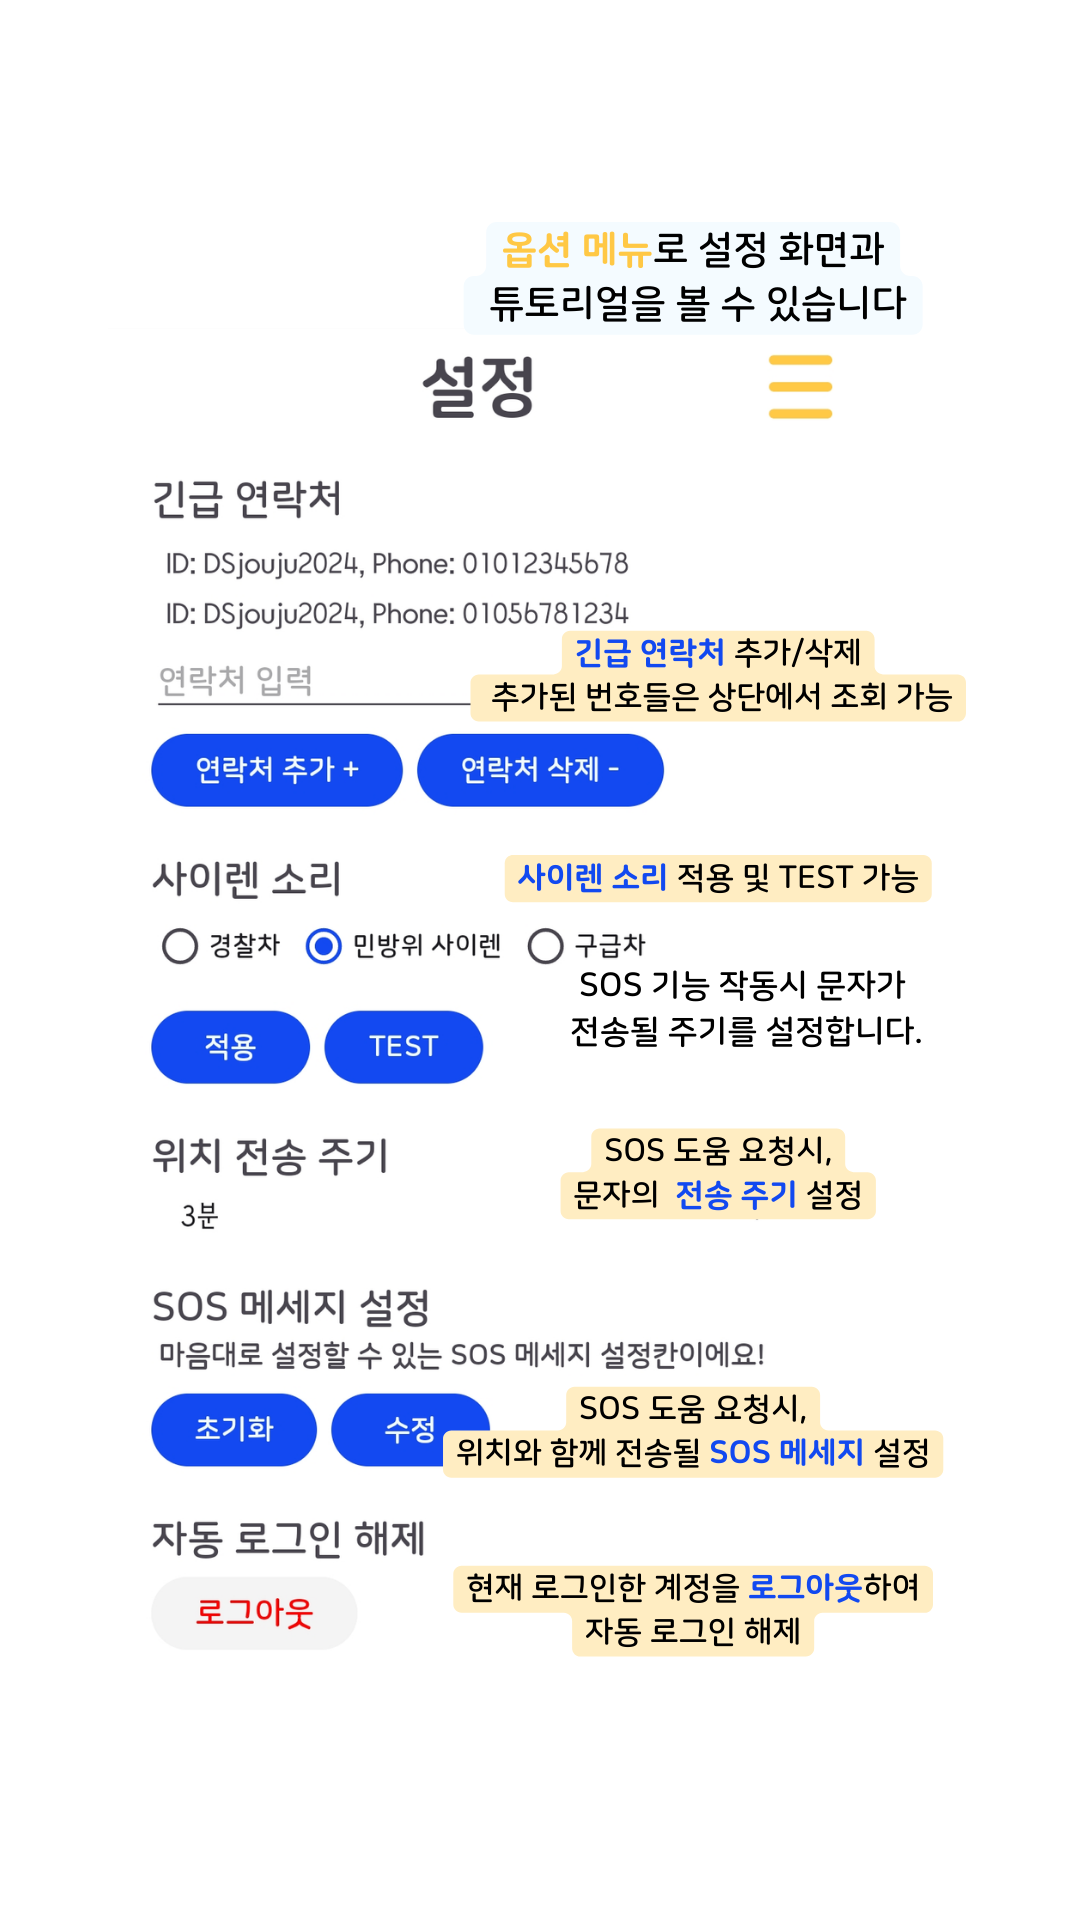 옵션 메뉴로 설정 화면과
튜토리얼을 볼 수 있습니다
설정
긴급 연락처
ID: DSjouju2024, Phone: 01012345678
ID: DSjouju2024, Phone: 01056781234
긴급 연락처 추가/삭제
연락처 입력
추가된 번호들은 상단에서 조회 가능
연락처 추가 +
연락처 삭제 -
사이렌 소리
사이렌 소리 적용 및 TEST 가능
경찰차
민방위 사이렌
구급차
SOS 기능 작동시 문자가
전송될 주기를 설정합니다.
적용
TEST
위치 전송 주기
SOS 도움 요청시,
문자의 전송 주기 설정
3분
SOS 메세지 설정
마음대로 설정할 수 있는 SOS 메세지 설정칸이에요!
초기화
수정
SOS 도움 요청시,
위치와 함께 전송될 SOS 메세지 설정
자동 로그인 해제
로그아웃
현재 로그인한 계정을 로그아웃하여
자동 로그인 해제